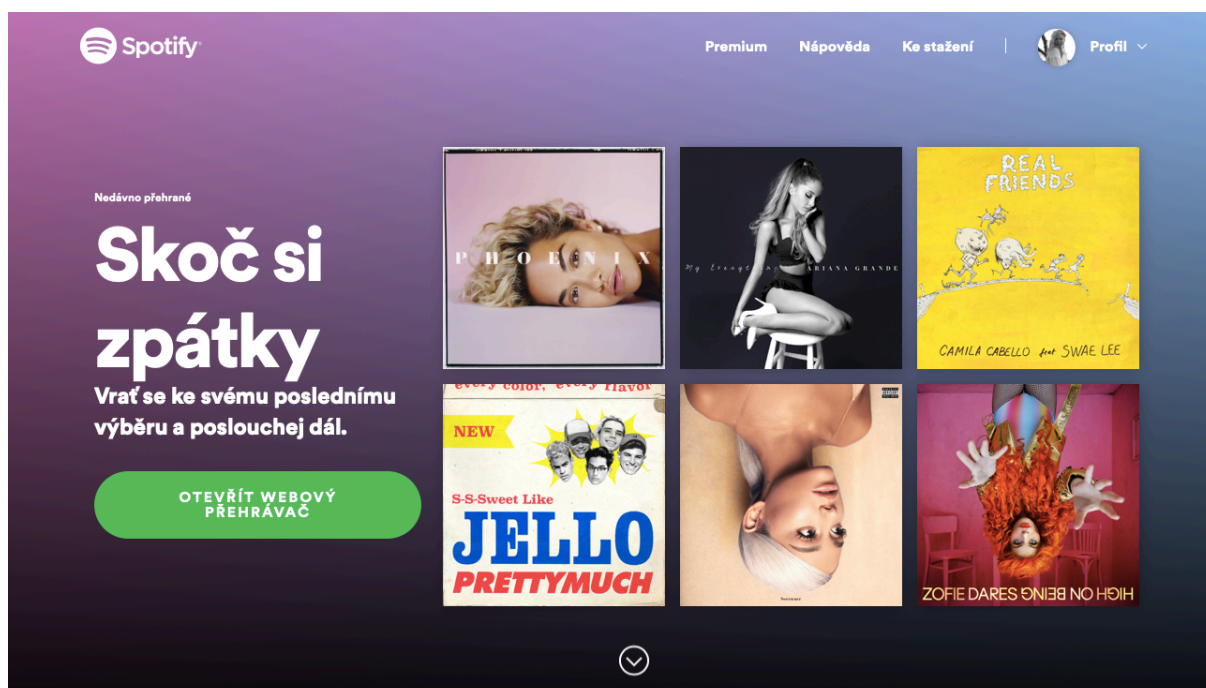 Spotify®
Premium
Nápověda
Ke stažení
Profil
Nedávno přehrané
Skoč si
zpátky
Vrať se ke svému poslednímu
výběru a poslouchej dál.
OTEVŘÍT WEBOVÝ
PŘEHRÁVAČ
PHOENIX
My Everything ARIANA GRANDE
REAL
FRIENDS
CAMILA CABELLO feat SWAE LEE
every color, every flavor
NEW
S-S-Sweet Like
JELLO
PRETTYMUCH
ZOFIE DARES
HIGH ON BEING